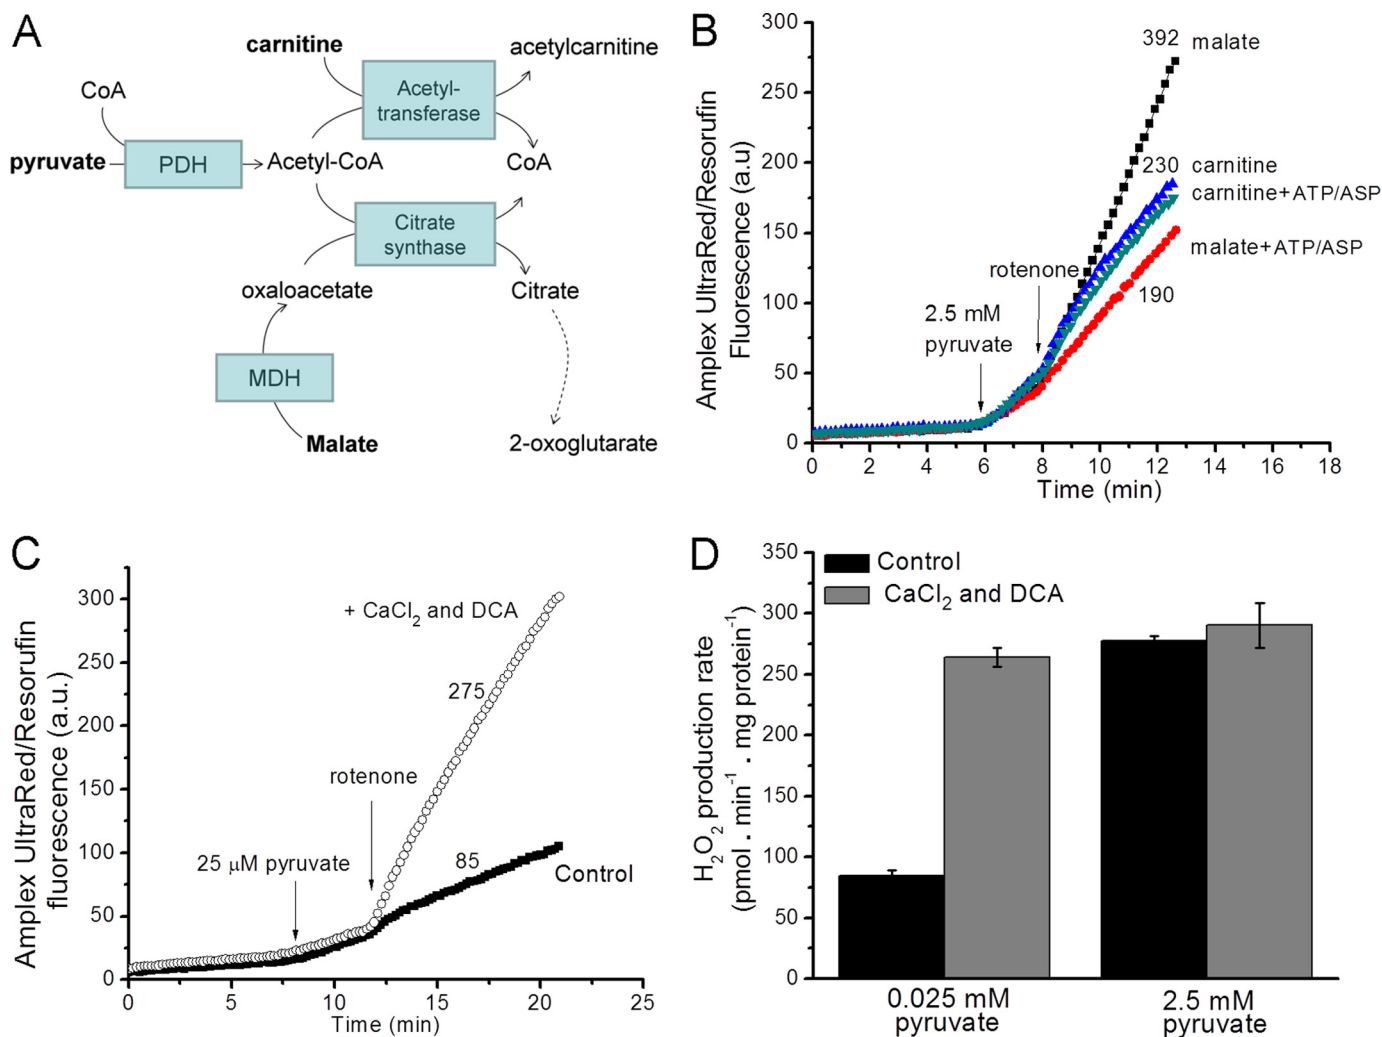 A
carnitine
acetylcarnitine
CoA
Acetyl-
transferase
pyruvate
PDH
Acetyl-CoA
CoA
Citrate
synthase
oxaloacetate
Citrate
MDH
Malate
2-oxoglutarate
B
Amplex UltraRed/Resorufin
Fluorescence (a.u)
300
250
200
150
100
50
0
392 malate
230 carnitine
carnitine+ATP/ASP
malate+ATP/ASP
190
rotenone
2.5 mM
pyruvate
0 2 4 6 8 10 12 14 16 18
Time (min)
C
Amplex UltraRed/Resorufin
fluorescence (a.u.)
300
250
200
150
100
50
0
+ CaCl2 and DCA
275
rotenone
25 μM pyruvate
85
Control
0 5 10 15 20 25
Time (min)
D
H2O2 production rate
(pmol . min-1 . mg protein-1)
350
300
250
200
150
100
50
0
Control
CaCl2 and DCA
0.025 mM
pyruvate
2.5 mM
pyruvate